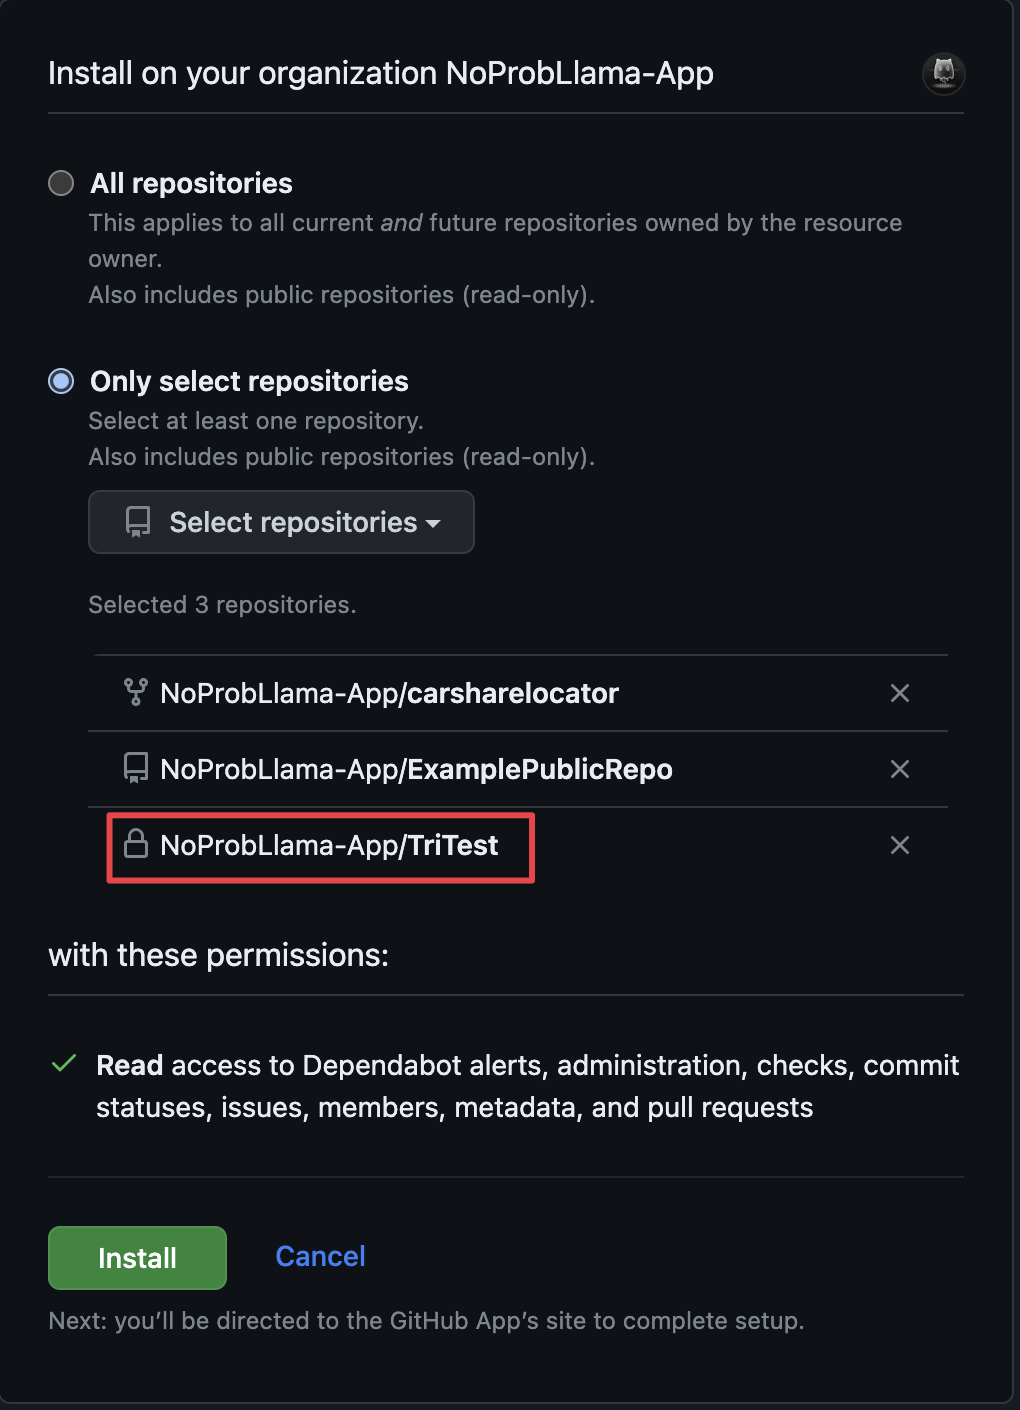 Install on your organization NoProbLlama-App
All repositories
This applies to all current and future repositories owned by the resource
owner.
Also includes public repositories (read-only).
Only select repositories
Select at least one repository.
Also includes public repositories (read-only).
Select repositories
Selected 3 repositories.
NoProbLlama-App/carsharelocator
NoProbLlama-App/ExamplePublicRepo
NoProbLlama-App/TriTest
with these permissions:
Read access to Dependabot alerts, administration, checks, commit
statuses, issues, members, metadata, and pull requests
Install Cancel
Next: you’ll be directed to the GitHub App’s site to complete setup.